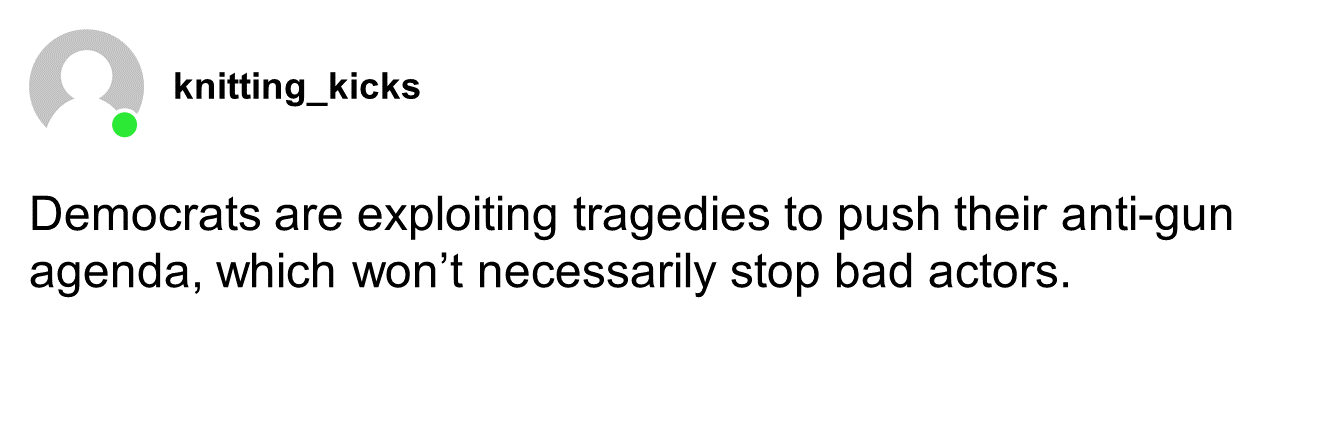 knitting_kicks
Democrats are exploiting tragedies to push their anti-gun
agenda, which won’t necessarily stop bad actors.